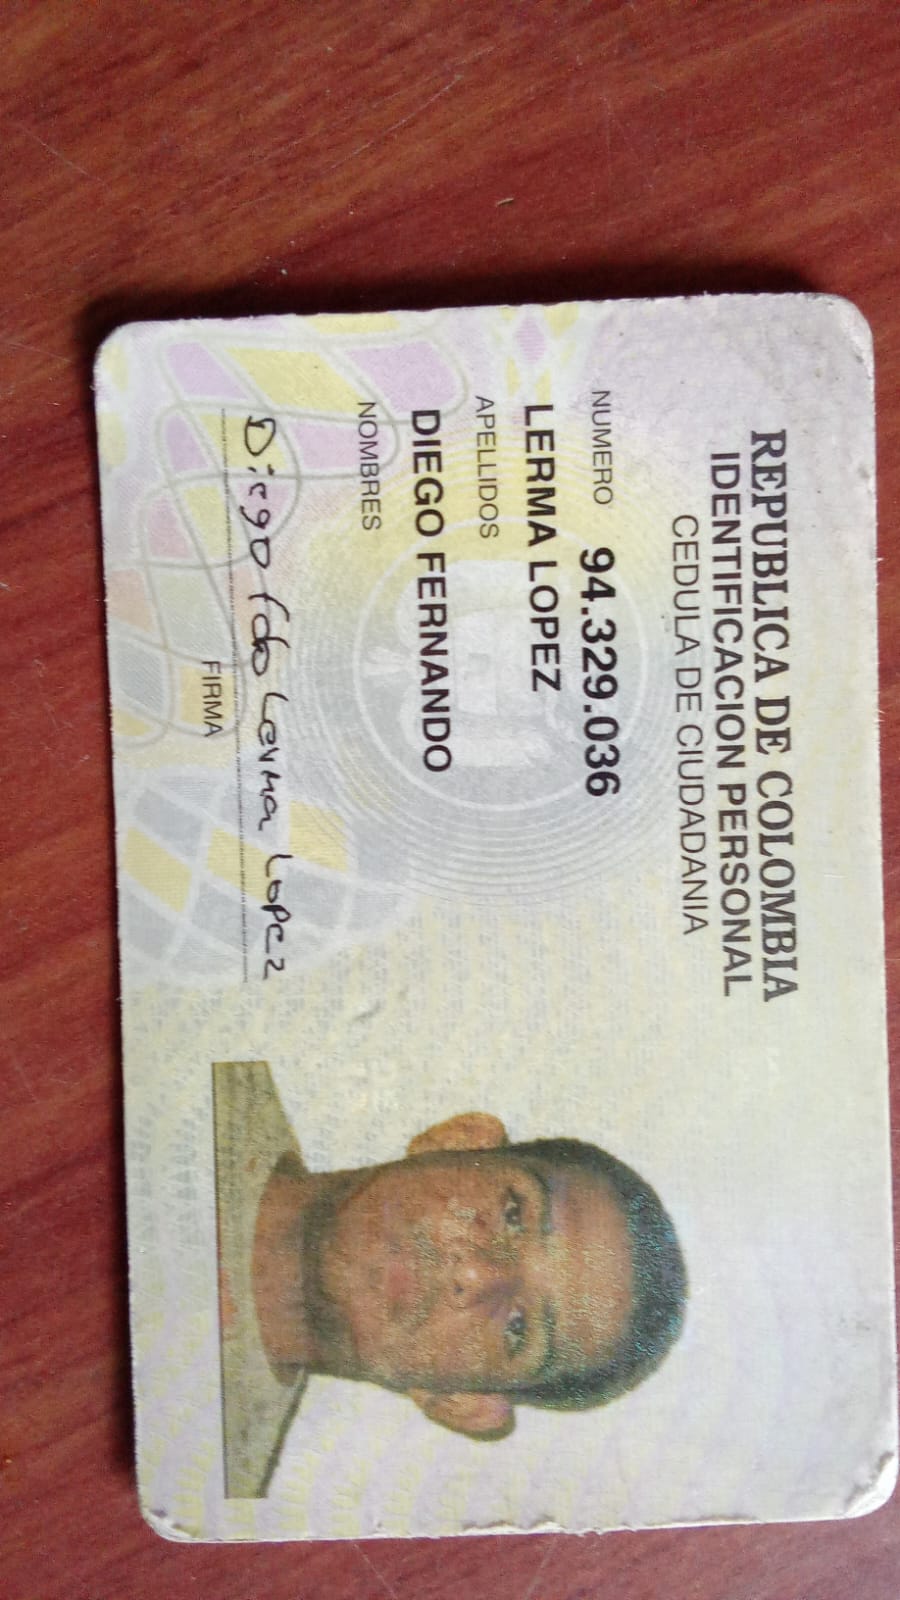 REPUBLICA DE COLOMBIA
IDENTIFICACION PERSONAL
CEDULA DE CIUDADANIA
NUMERO 94.329.036
LERMA LOPEZ
APELLIDOS
DIEGO FERNANDO
NOMBRES
Diego fdo Lerma Lopez
FIRMA